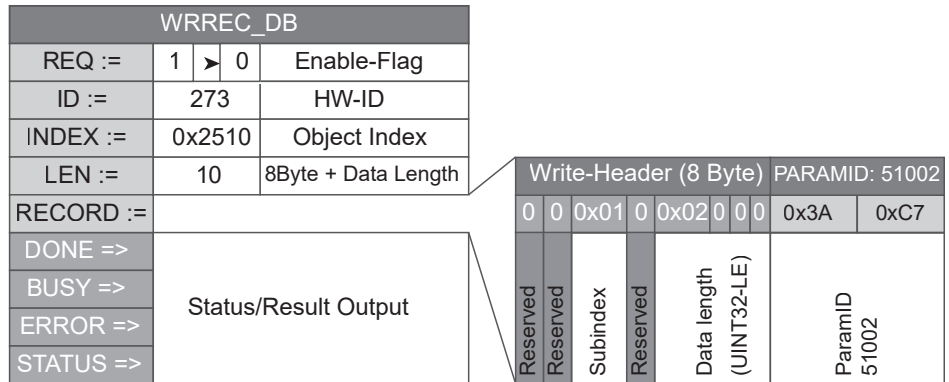 WRREC_DB
REQ := 1 ➤ 0 Enable-Flag
ID := 273 HW-ID
INDEX := 0x2510 Object Index
LEN := 10 8Byte + Data Length
RECORD :=
DONE =>
BUSY =>
ERROR =>
STATUS =>
Status/Result Output
Write-Header (8 Byte) PARAMID: 51002
0 0 0x01 0 0x02 0 0 0 0x3A 0xC7
Reserved
Reserved
Subindex
Reserved
Data length
(UINT32-LE)
ParamID
51002